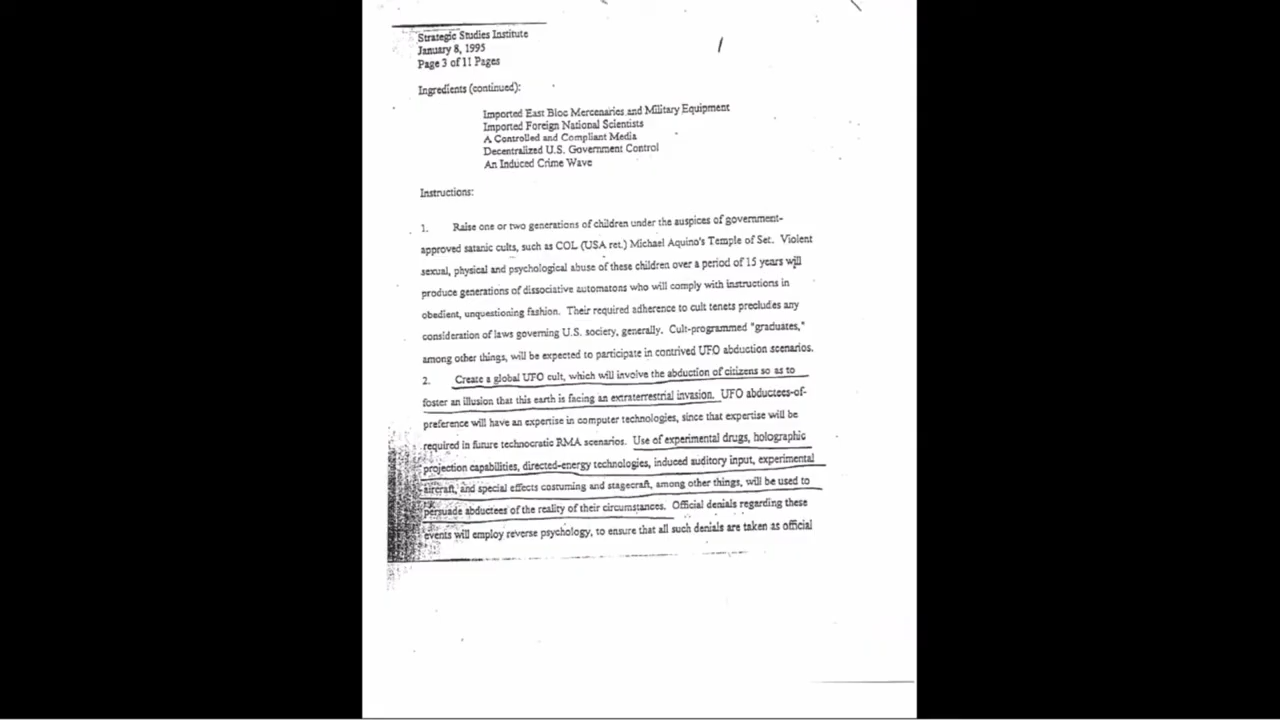 Strategic Studies Institute
January 8, 1995
Page 3 of 11 Pages
Ingredients (continued):
Imported East Bloc Mercenaries and Military Equipment
Imported Foreign National Scientists
A Controlled and Compliant Media
Decentralized U.S. Government Control
An Induced Crime Wave
Instructions:
1. Raise one or two generations of children under the auspices of government-
approved satanic cults, such as COL (USA ret.) Michael Aquino's Temple of Set. Violent
sexual, physical and psychological abuse of these children over a period of 15 years will
produce generations of dissociative automatons who will comply with instructions in
obedient, unquestioning fashion. Their required adherence to cult tenets precludes any
consideration of laws governing U.S. society, generally. Cult-programmed "graduates,"
among other things, will be expected to participate in contrived UFO abduction scenarios.
2. Create a global UFO cult, which will involve the abduction of citizens so as to
foster an illusion that this earth is facing an extraterrestrial invasion. UFO abductees-of-
preference will have an expertise in computer technologies, since that expertise will be
required in future technocratic RMA scenarios. Use of experimental drugs, holographic
projection capabilities, directed-energy technologies, induced auditory input, experimental
aircraft, and special effects costuming and stagecraft, among other things, will be used to
persuade abductees of the reality of their circumstances. Official denials regarding these
events will employ reverse psychology, to ensure that all such denials are taken as official